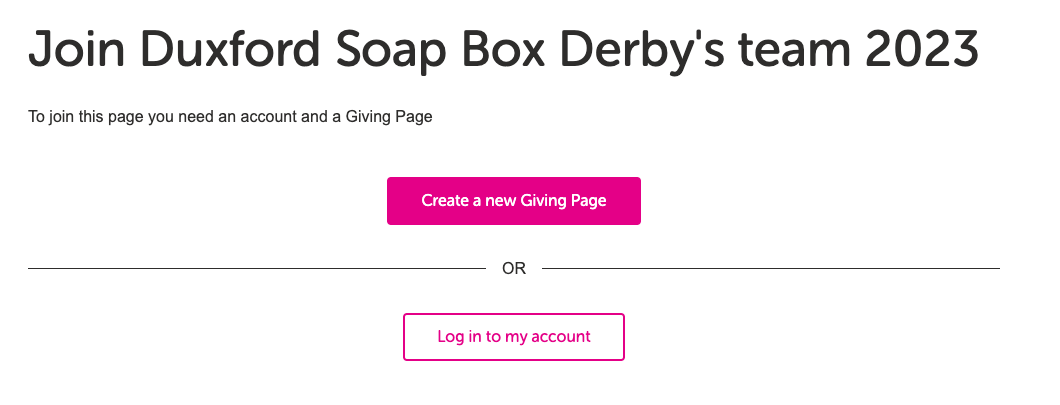 Join Duxford Soap Box Derby's team 2023
To join this page you need an account and a Giving Page
Create a new Giving Page
OR
Log in to my account